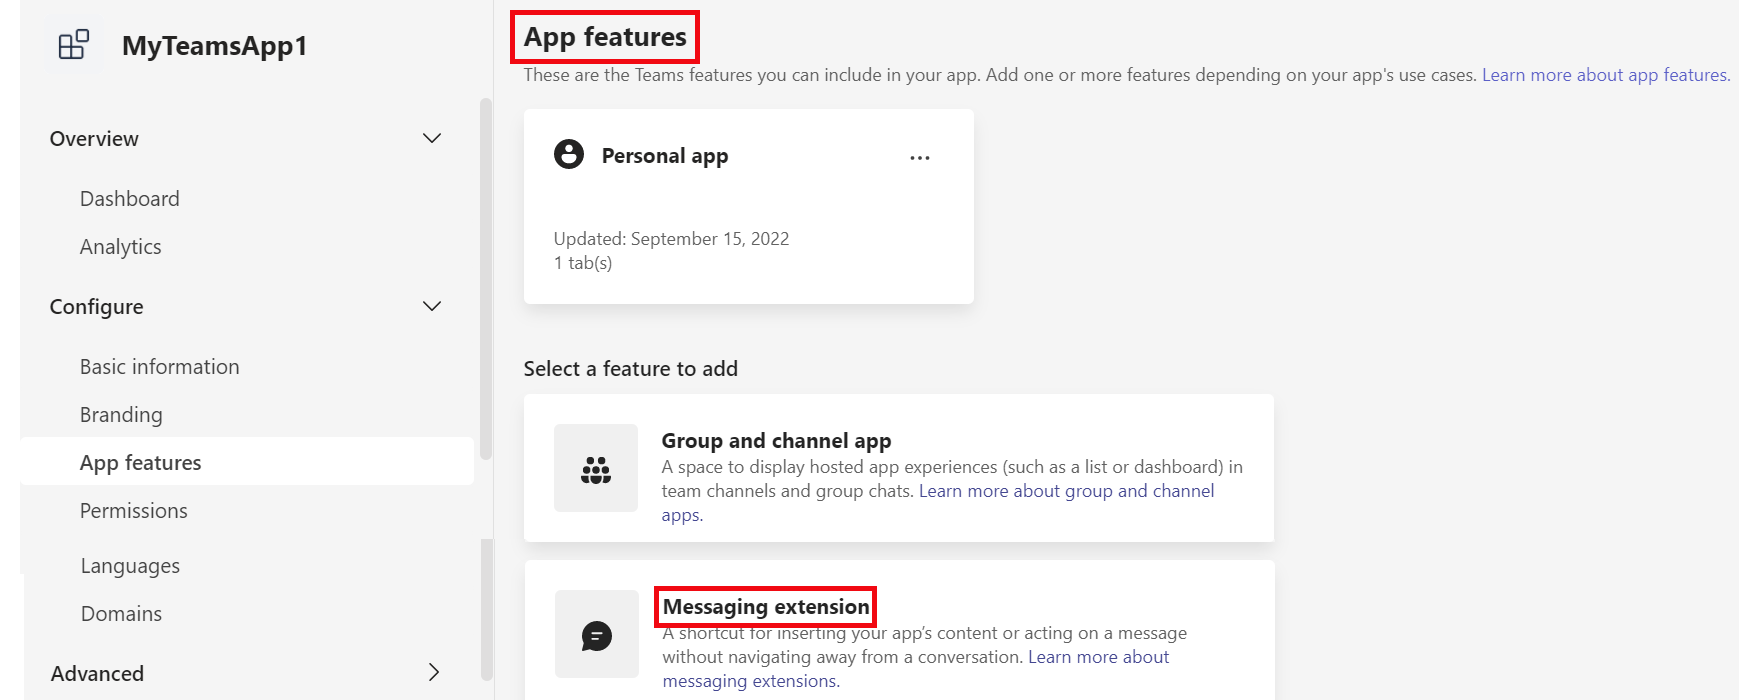 MyTeamsApp1
Overview
Dashboard
Analytics
Configure
Basic information
Branding
App features
Permissions
Languages
Domains
Advanced
App features
These are the Teams features you can include in your app. Add one or more features depending on your app's use cases. Learn more about app features.
Personal app
...
Updated: September 15, 2022
1 tab(s)
Select a feature to add
Group and channel app
A space to display hosted app experiences (such as a list or dashboard) in
team channels and group chats. Learn more about group and channel
apps.
Messaging extension
A shortcut for inserting your app's content or acting on a message
without navigating away from a conversation. Learn more about
messaging extensions.